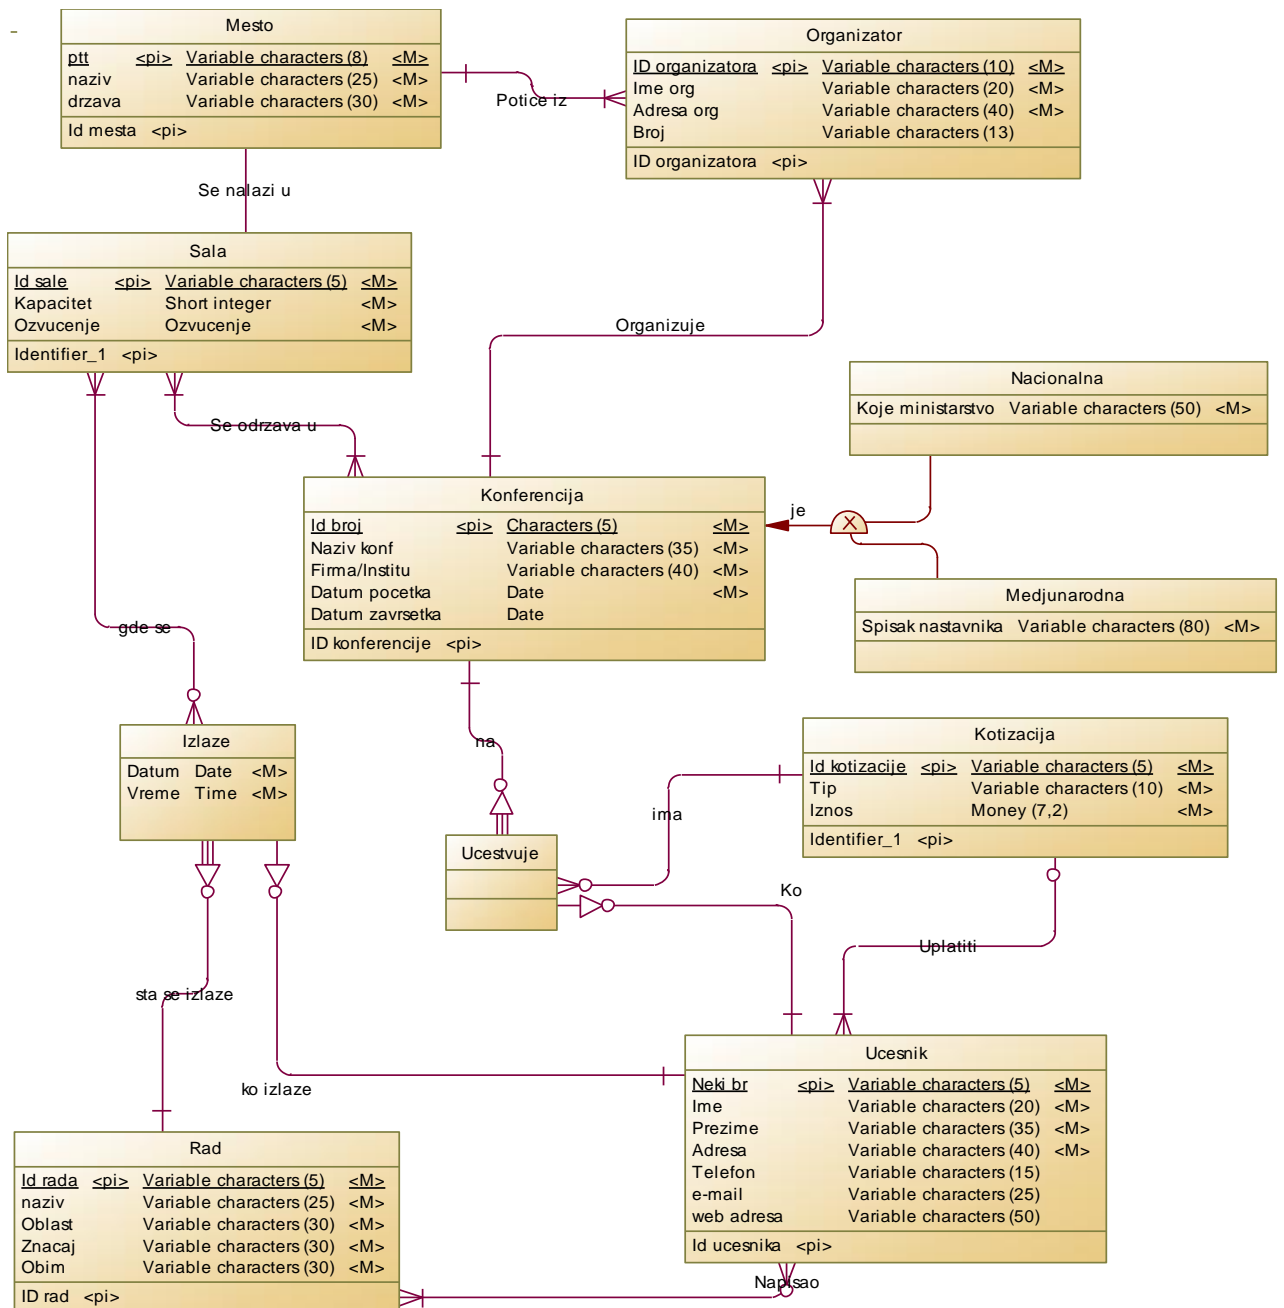 Mesto
ptt <pi> Variable characters (8) <M>
naziv Variable characters (25) <M>
drzava Variable characters (30) <M>
Id mesta <pi>
Organizator
ID organizatora <pi> Variable characters (10) <M>
Ime org Variable characters (20) <M>
Adresa org Variable characters (40) <M>
Broj Variable characters (13)
ID organizatora <pi>
Potice iz
Se nalazi u
Sala
Id sale <pi> Variable characters (5) <M>
Kapacitet Short integer <M>
Ozvucenje Ozvucenje <M>
Identifier_1 <pi>
Organizuje
Nacionalna
Koje ministarstvo Variable characters (50) <M>
Se odrzava u
Konferencija
Id broj <pi> Characters (5) <M>
Naziv konf Variable characters (35) <M>
Firma/Institu Variable characters (40) <M>
Datum pocetka Date <M>
Datum zavrsetka Date
ID konferencije <pi>
je
Medjunarodna
Spisak nastavnika Variable characters (80) <M>
gde se
Izlaze
Datum Date <M>
Vreme Time <M>
na
Kotizacija
Id kotizacije <pi> Variable characters (5) <M>
Tip Variable characters (10) <M>
Iznos Money (7,2) <M>
Identifier_1 <pi>
ima
Ucestvuje
Ko
Uplatiti
sta se izlaze
ko izlaze
Ucesnik
Neki br <pi> Variable characters (5) <M>
Ime Variable characters (20) <M>
Prezime Variable characters (35) <M>
Adresa Variable characters (40) <M>
Telefon Variable characters (15)
e-mail Variable characters (25)
web adresa Variable characters (50)
Id ucesnika <pi>
Rad
Id rada <pi> Variable characters (5) <M>
naziv Variable characters (25) <M>
Oblast Variable characters (30) <M>
Znacaj Variable characters (30) <M>
Obim Variable characters (30) <M>
ID rad <pi>
Napisao